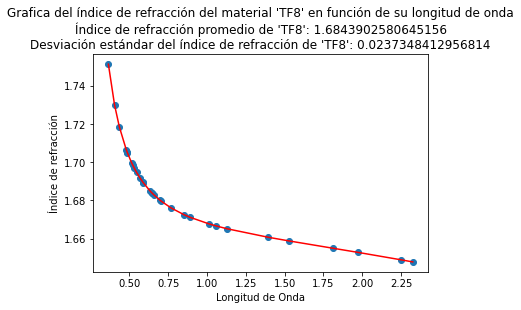 Grafica del índice de refracción del material 'TF8' en función de su longitud de onda
Índice de refracción promedio de 'TF8': 1.6843902580645156
Desviación estándar del índice de refracción de 'TF8': 0.0237348412956814
Índice de refracción
1.74
1.72
1.70
1.68
1.66
0.50 0.75 1.00 1.25 1.50 1.75 2.00 2.25
Longitud de Onda